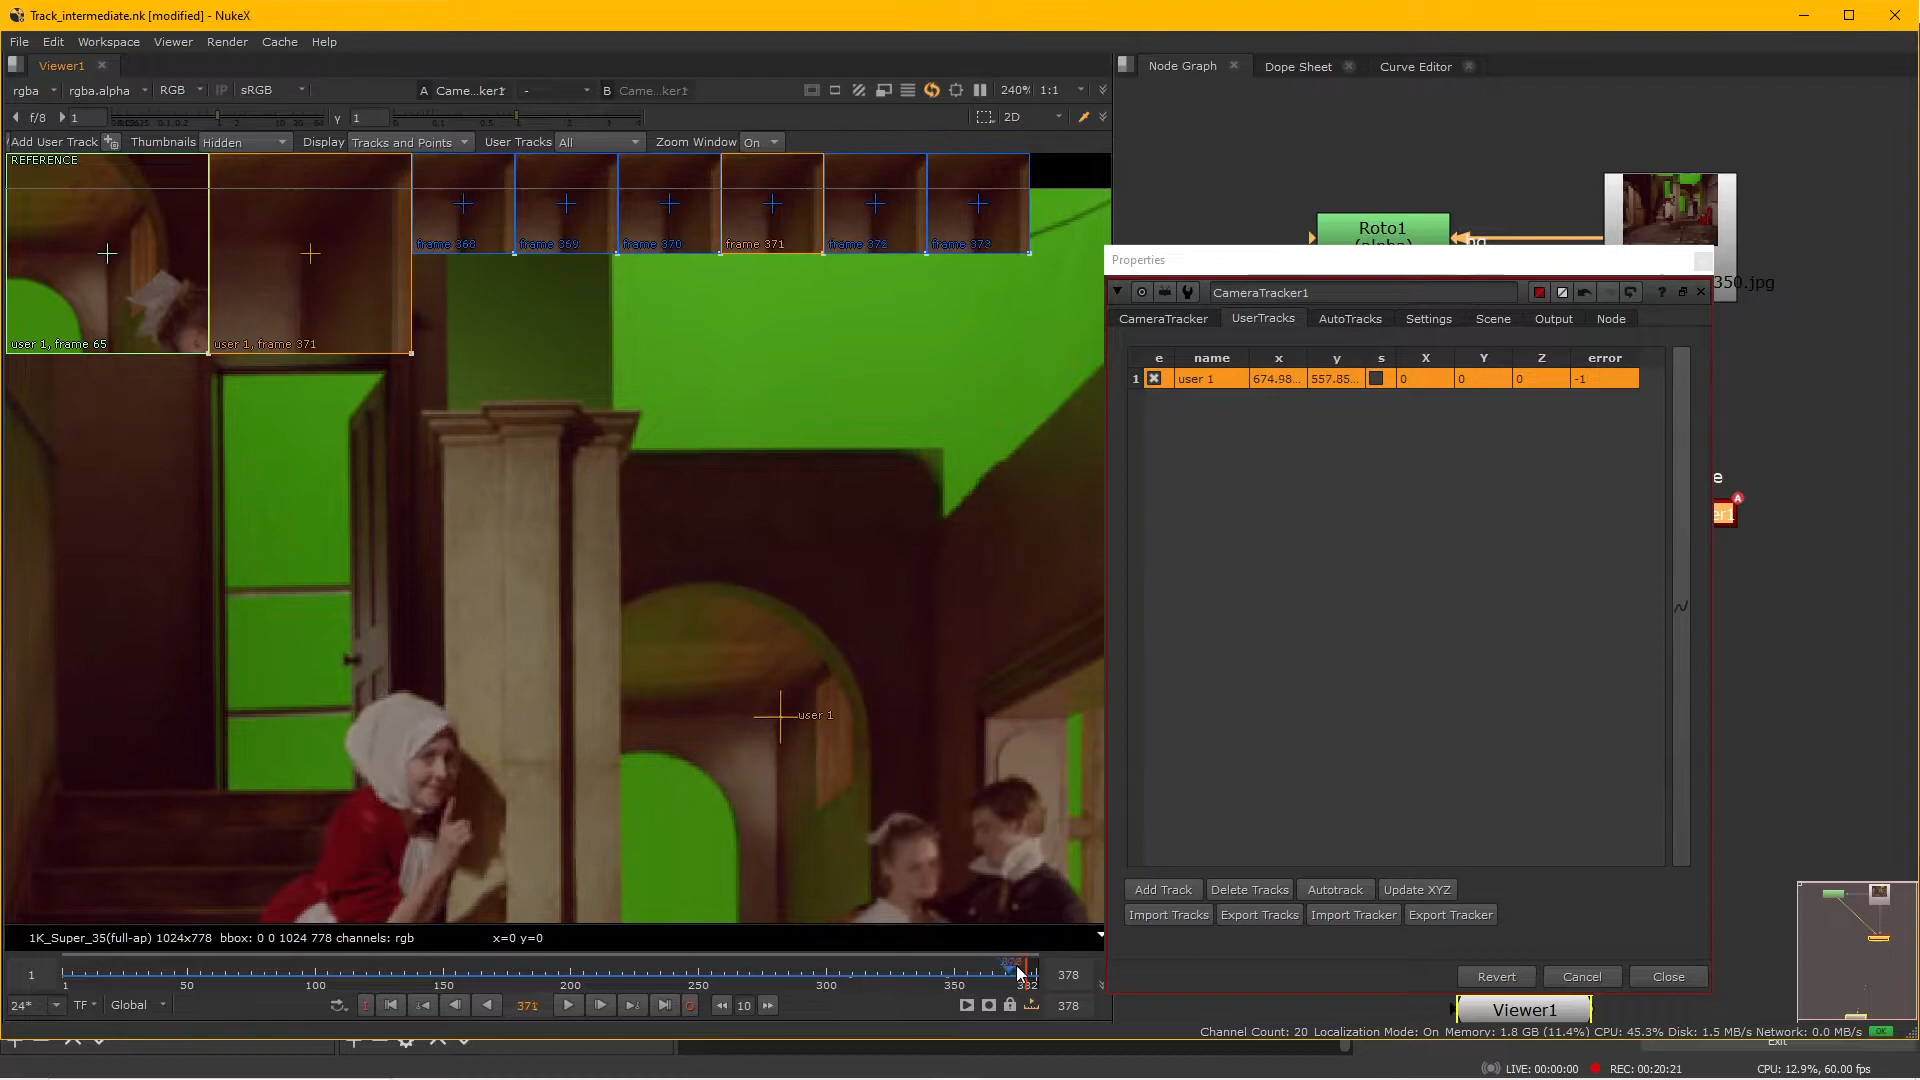 Track_intermediate.nk [modified] - NukeX
File Edit Workspace Viewer Render Cache Help
Viewer1
Node Graph Dope Sheet Curve Editor
rgba rgba.alpha RGB IP sRGB A Came...ker1 - B Came...ker1 240% 1:1
f/8 1 γ 1 2D
Add User Track Thumbnails Hidden Display Tracks and Points User Tracks All Zoom Window On
REFERENCE
frame 368 frame 369 frame 370 frame 371 frame 372 frame 373
user 1, frame 65 user 1, frame 371
user 1
Roto1
(alpha)
350.jpg
e
A
er1
Properties
CameraTracker1
?
CameraTracker UserTracks AutoTracks Settings Scene Output Node
e name x y s X Y Z error
1 user 1 674.98... 557.85... 0 0 0 -1
Add Track Delete Tracks Autotrack Update XYZ
Import Tracks Export Tracks Import Tracker Export Tracker
Revert Cancel Close
1K_Super_35(full-ap) 1024x778 bbox: 0 0 1024 778 channels: rgb x=0 y=0
1 378
1 50 100 150 200 250 300 350
24* TF Global 371 10 378
Viewer1
Channel Count: 20 Localization Mode: On Memory: 1.8 GB (11.4%) CPU: 45.3% Disk: 1.5 MB/s Network: 0.0 MB/s OK
Exit
LIVE: 00:00:00 REC: 00:20:21 CPU: 12.9%, 60.00 fps